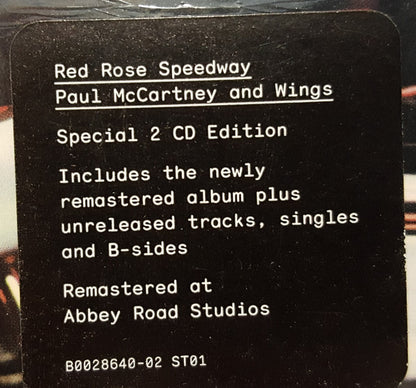 Red Rose Speedway
Paul McCartney and Wings
Special 2 CD Edition
Includes the newly
remastered album plus
unreleased tracks, singles
and B-sides
Remastered at
Abbey Road Studios
B0028640-02 ST01